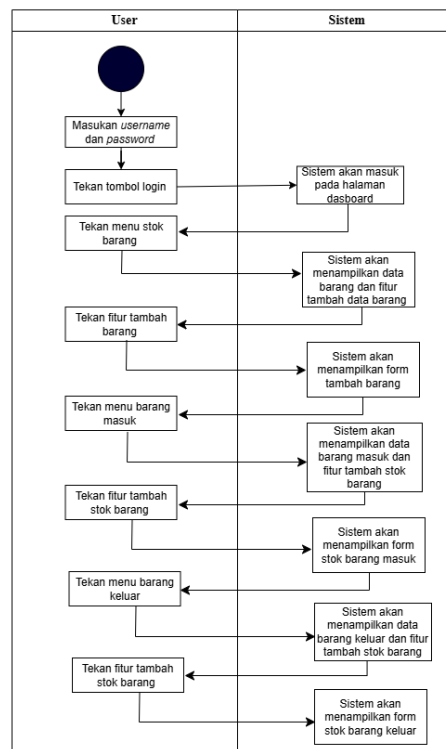 User
Sistem
Masukan username
dan password
Tekan tombol login
Sistem akan masuk
pada halaman
dasboard
Tekan menu stok
barang
Sistem akan
menampilkan data
barang dan fitur
tambah data barang
Tekan fitur tambah
barang
Sistem akan
menampilkan form
tambah barang
Tekan menu barang
masuk
Sistem akan
menampilkan data
barang masuk dan
fitur tambah stok
barang
Tekan fitur tambah
stok barang
Sistem akan
menampilkan form
stok barang masuk
Tekan menu barang
keluar
Sistem akan
menampilkan data
barang keluar dan fitur
tambah stok barang
Tekan fitur tambah
stok barang
Sistem akan
menampilkan form
stok barang keluar